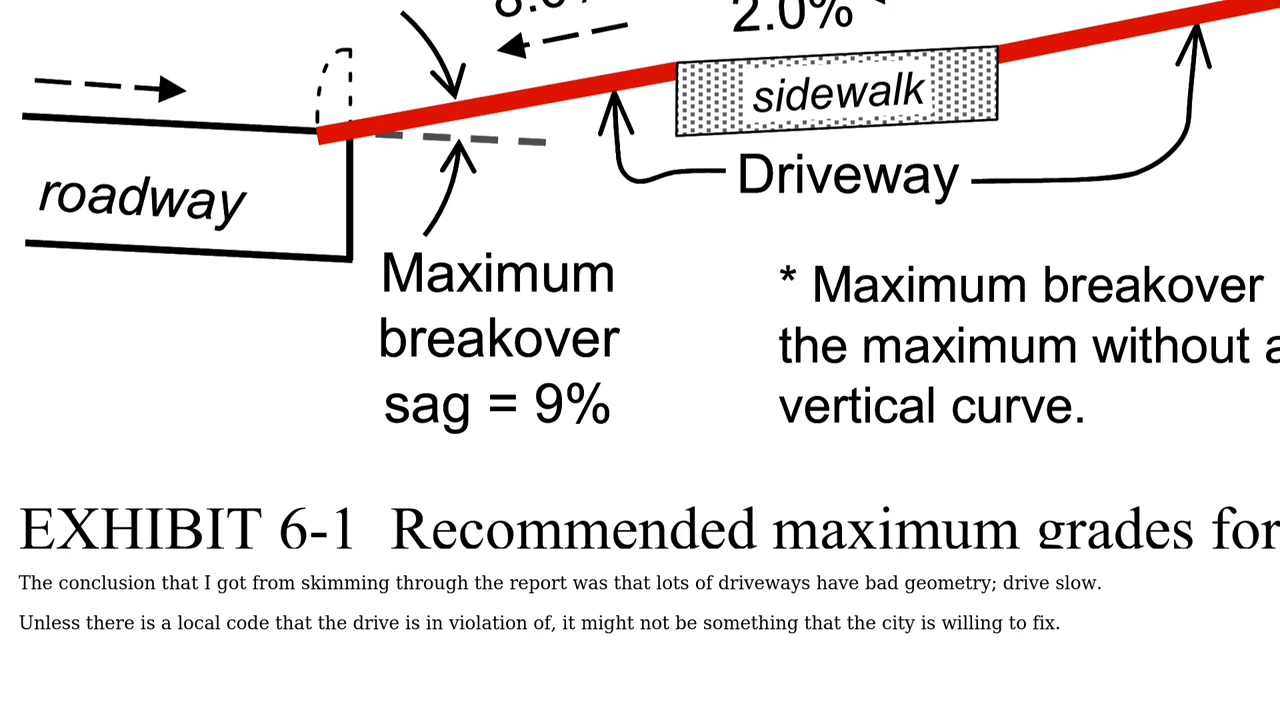 2.0%
sidewalk
Driveway
roadway
Maximum
breakover
sag = 9%
* Maximum breakover
the maximum without a
vertical curve.
EXHIBIT 6-1 Recommended maximum grades for
The conclusion that I got from skimming through the report was that lots of driveways have bad geometry; drive slow.
Unless there is a local code that the drive is in violation of, it might not be something that the city is willing to fix.